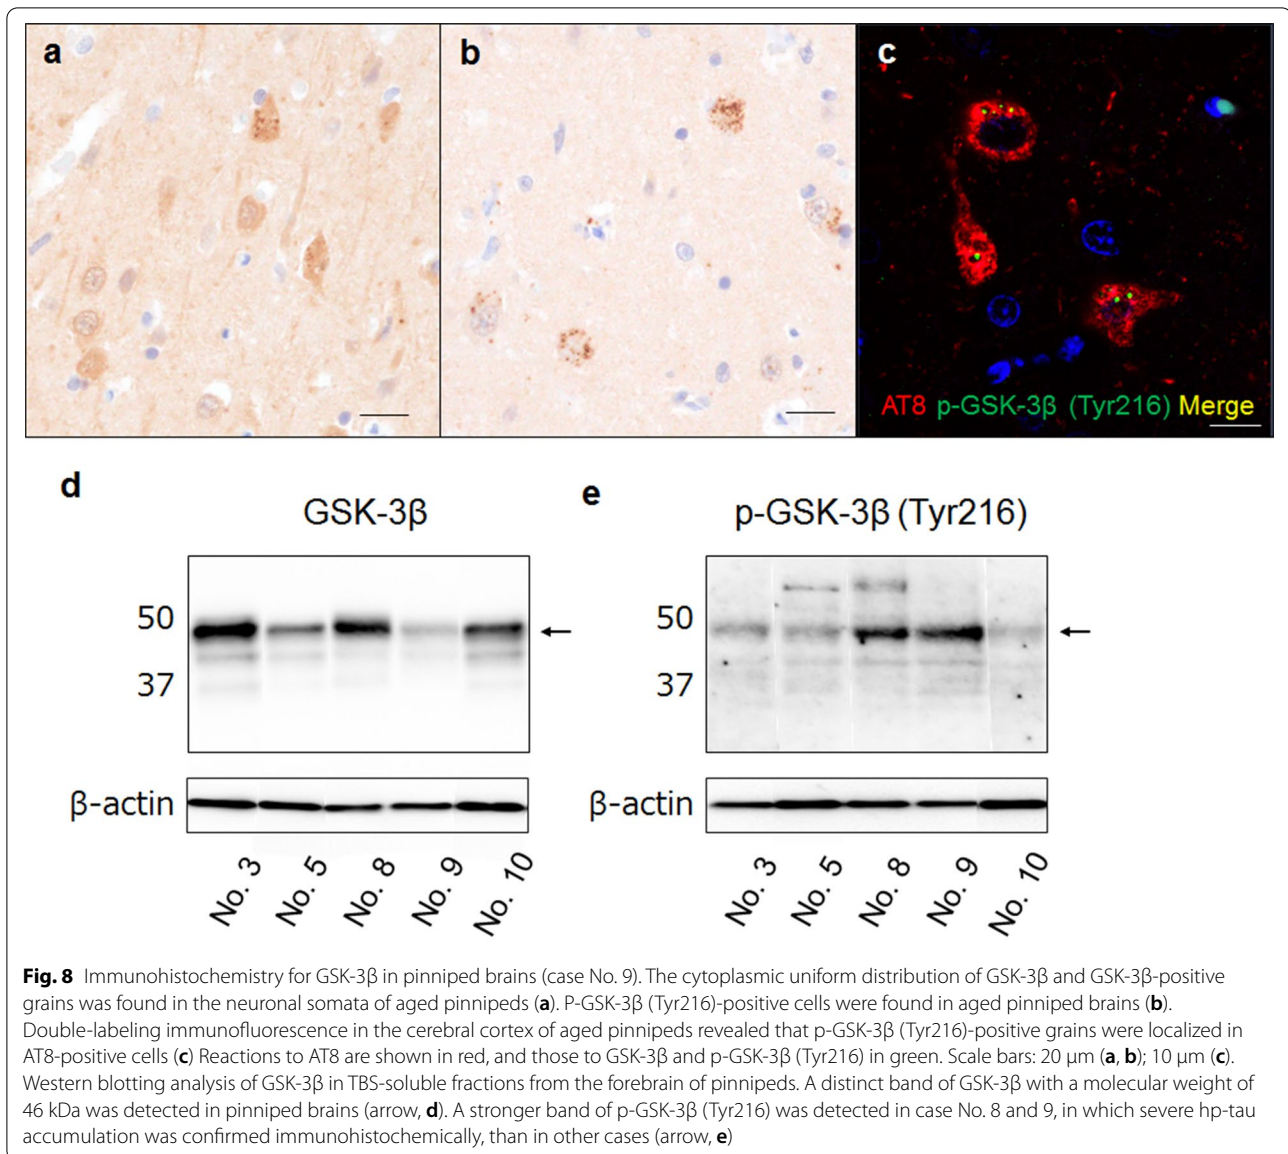 a
b
c
AT8 p-GSK-3β (Tyr216) Merge
d
e
GSK-3β
p-GSK-3β (Tyr216)
50
37
50
37
β-actin
β-actin
No. 3
No. 5
No. 8
No. 9
No. 10
No. 3
No. 5
No. 8
No. 9
No. 10
Fig. 8 Immunohistochemistry for GSK-3β in pinniped brains (case No. 9). The cytoplasmic uniform distribution of GSK-3β and GSK-3β-positive
grains was found in the neuronal somata of aged pinnipeds (a). P-GSK-3β (Tyr216)-positive cells were found in aged pinniped brains (b).
Double-labeling immunofluorescence in the cerebral cortex of aged pinnipeds revealed that p-GSK-3β (Tyr216)-positive grains were localized in
AT8-positive cells (c) Reactions to AT8 are shown in red, and those to GSK-3β and p-GSK-3β (Tyr216) in green. Scale bars: 20 μm (a, b); 10 μm (c).
Western blotting analysis of GSK-3β in TBS-soluble fractions from the forebrain of pinnipeds. A distinct band of GSK-3β with a molecular weight of
46 kDa was detected in pinniped brains (arrow, d). A stronger band of p-GSK-3β (Tyr216) was detected in case No. 8 and 9, in which severe hp-tau
accumulation was confirmed immunohistochemically, than in other cases (arrow, e)